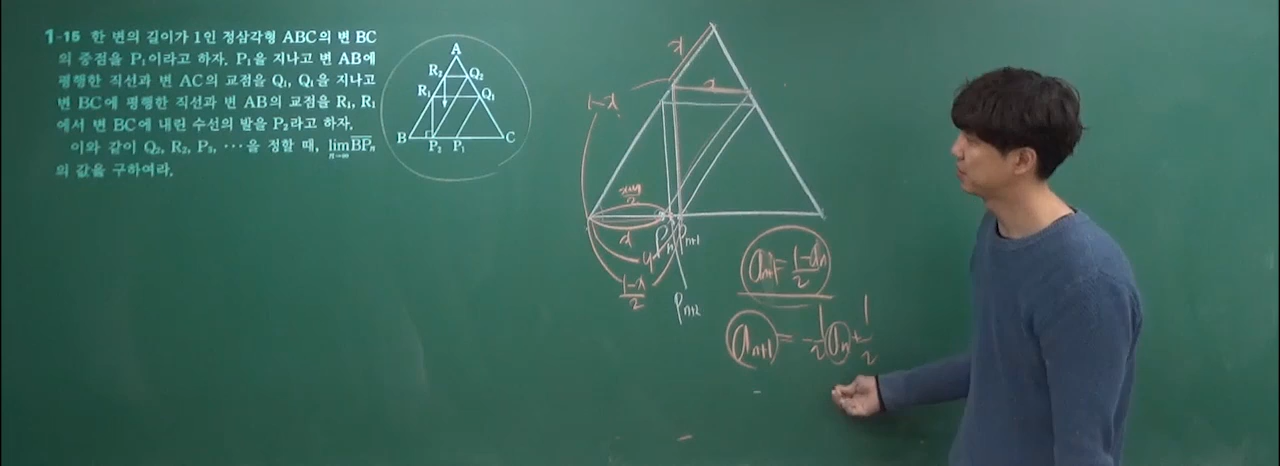 1-15 한 변의 길이가 1인 정삼각형 ABC의 변 BC
의 중점을 P₁이라고 하자. P₁을 지나고 변 AB에
평행한 직선과 변 AC의 교점을 Q₁, Q₁을 지나고
변 BC에 평행한 직선과 변 AB의 교점을 R₁, R₁
에서 변 BC에 내린 수선의 발을 P₂라고 하자.
이와 같이 Q₂, R₂, P₃, …을 정할 때, lim n→∞ BPₙ
의 값을 구하여라.
A
R₂ Q₂
R₁ Q₁
B P₂ P₁ C
x
x
1-x
x
Pₙ Pₙ₊₁
(1-x)/2
Pₙ₊₂
aₙ₊₁ = (1-aₙ)/2
aₙ₊₁ = -1/2 aₙ + 1/2